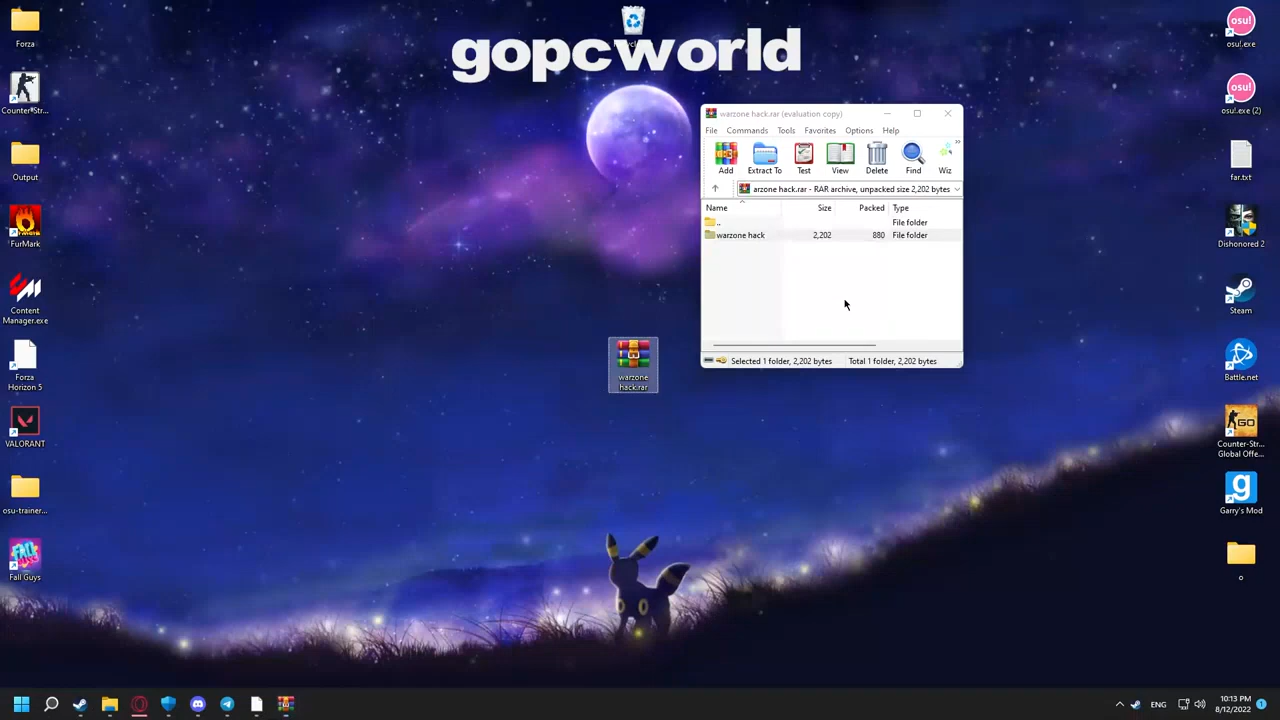 gopcworld
Forza
Counter-Str...
Output
FurMark
Content
Manager.exe
Forza
Horizon 5
VALORANT
osu-trainer...
Fall Guys
warzone
hack.rar
warzone hack.rar (evaluation copy)
File Commands Tools Favorites Options Help
Add Extract To Test View Delete Find Wiz
arzone hack.rar - RAR archive, unpacked size 2,202 bytes
Name Size Packed Type
.. File folder
warzone hack 2,202 880 File folder
Selected 1 folder, 2,202 bytes Total 1 folder, 2,202 bytes
osu!
osu!.exe
osu!
osu!.exe (2)
far.txt
Dishonored 2
Steam
Battle.net
GO
Counter-Str...
Global Offe...
g
Garry's Mod
o
ENG
10:13 PM
8/12/2022
1